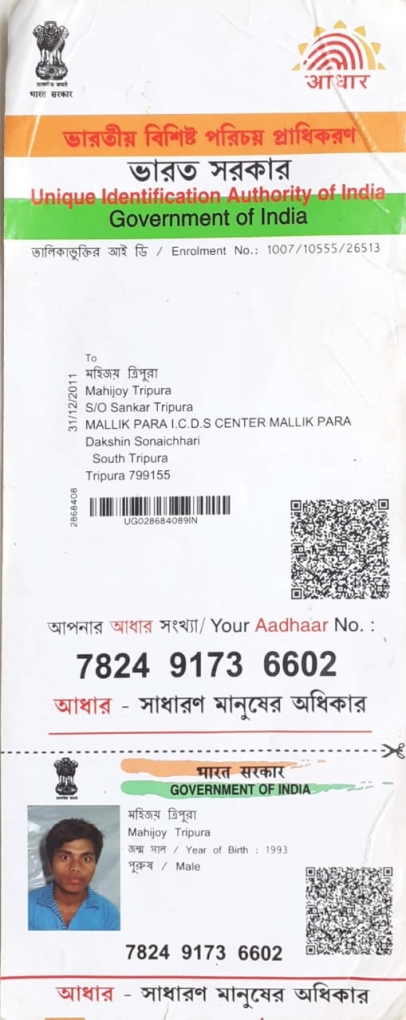 सत्यमेव जयते
भारत सरकार
आधार
ভারতীয় বিশিষ্ট পরিচয় প্রাধিকরণ
ভারত সরকার
Unique Identification Authority of India
Government of India
তালিকাভুক্তির আই ডি / Enrolment No.: 1007/10555/26513
31/12/2011
To
মহিজয় ত্রিপুরা
Mahijoy Tripura
S/O Sankar Tripura
MALLIK PARA I.C.D.S CENTER MALLIK PARA
Dakshin Sonaichhari
South Tripura
Tripura 799155
2868408
UG028684089IN
আপনার আধার সংখ্যা/ Your Aadhaar No. :
7824 9173 6602
আধার - সাধারণ মানুষের অধিকার
भारत सरकार
GOVERNMENT OF INDIA
মহিজয় ত্রিপুরা
Mahijoy Tripura
জন্ম সাল / Year of Birth : 1993
পুরুষ / Male
7824 9173 6602
আধার - সাধারণ মানুষের অধিকার